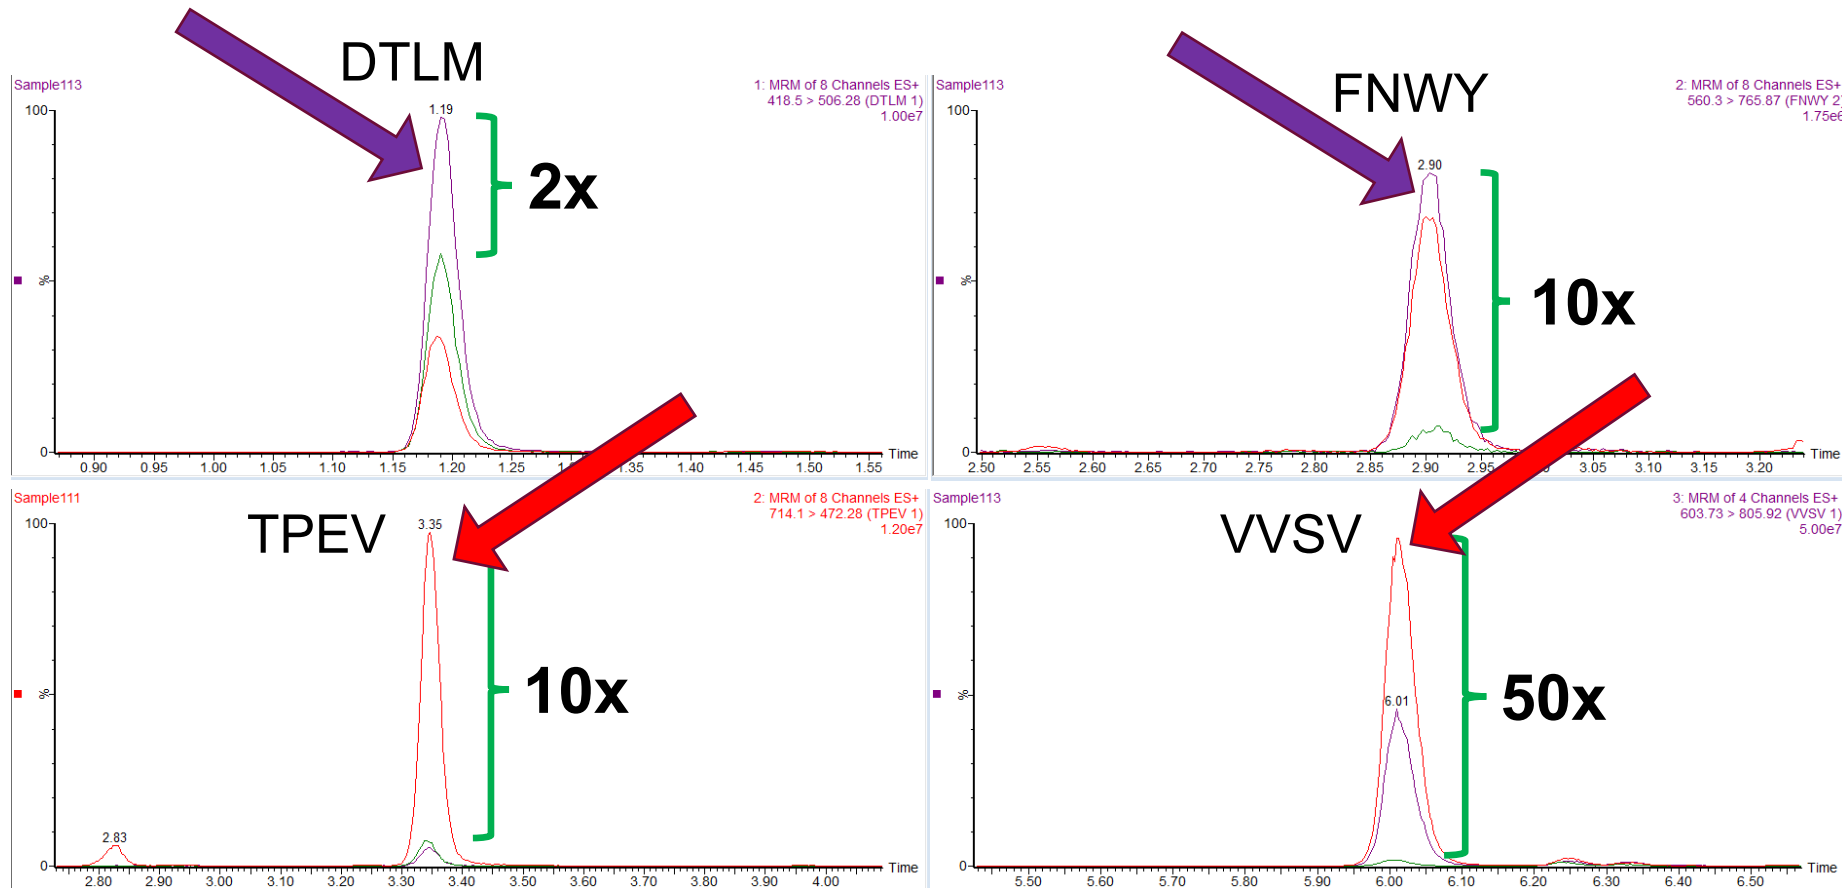 DTLM
Sample113
1: MRM of 8 Channels ES+
418.5 > 506.28 (DTLM 1)
1.00e7
100
1.19
2x
%
0
0.90 0.95 1.00 1.05 1.10 1.15 1.20 1.25 1.35 1.40 1.45 1.50 1.55
Time
FNWY
Sample113
2: MRM of 8 Channels ES+
560.3 > 765.87 (FNWY 2)
1.75e6
100
2.90
10x
%
0
2.50 2.55 2.60 2.65 2.70 2.75 2.80 2.85 2.90 2.95 3.05 3.10 3.15 3.20
Time
Sample111
2: MRM of 8 Channels ES+
714.1 > 472.28 (TPEV 1)
1.20e7
TPEV
100
3.35
10x
%
2.83
0
2.80 2.90 3.00 3.10 3.20 3.30 3.40 3.50 3.60 3.70 3.80 3.90 4.00
Time
Sample113
3: MRM of 4 Channels ES+
603.73 > 805.92 (VVSV 1)
5.00e7
VVSV
100
6.01
50x
%
0
5.50 5.60 5.70 5.80 5.90 6.00 6.10 6.20 6.30 6.40 6.50
Time